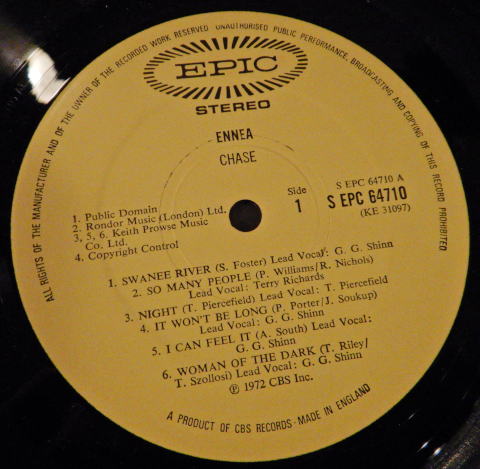 ALL RIGHTS OF THE MANUFACTURER AND OF THE OWNER OF THE RECORDED WORK RESERVED UNAUTHORISED PUBLIC PERFORMANCE, BROADCASTING AND COPYING OF THIS RECORD PROHIBITED
EPIC
STEREO
ENNEA
CHASE
1. Public Domain
2. Rondor Music (London) Ltd.
3, 5, 6. Keith Prowse Music
Co. Ltd.
4. Copyright Control
Side
1
S EPC 64710 A
S EPC 64710
(KE 31097)
1. SWANEE RIVER (S. Foster) Lead Vocal: G. G. Shinn
2. SO MANY PEOPLE (P. Williams/R. Nichols)
Lead Vocal: Terry Richards
3. NIGHT (T. Piercefield) Lead Vocal: T. Piercefield
4. IT WON'T BE LONG (P. Porter/J. Soukup)
Lead Vocal: G. G. Shinn
5. I CAN FEEL IT (A. South) Lead Vocal:
G. G. Shinn
6. WOMAN OF THE DARK (T. Riley/
T. Szollosi) Lead Vocal: G. G. Shinn
℗ 1972 CBS Inc.
A PRODUCT OF CBS RECORDS · MADE IN ENGLAND